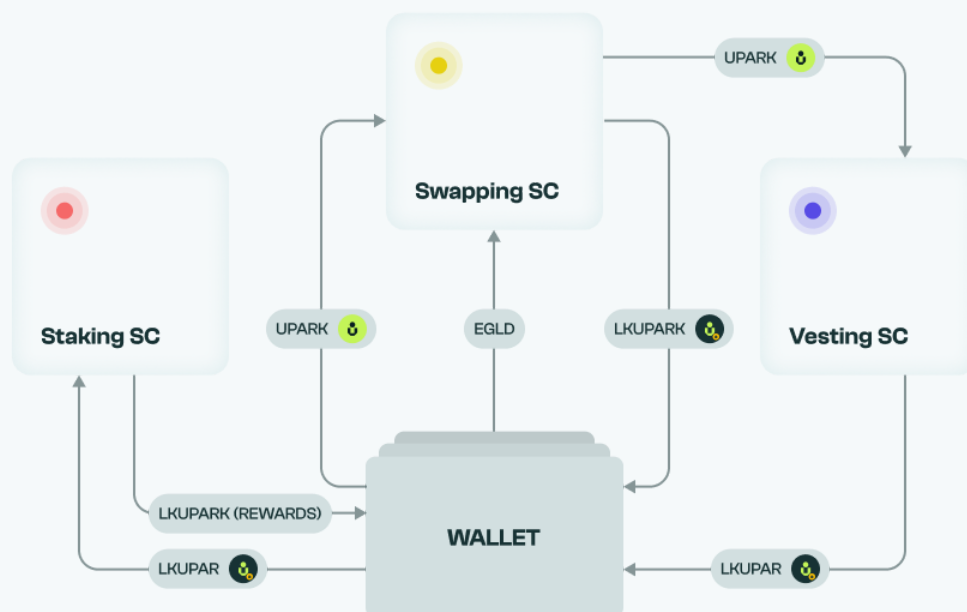 UPARK
Swapping SC
Staking SC
UPARK
EGLD
LKUPARK
Vesting SC
LKUPARK (REWARDS)
WALLET
LKUPAR
LKUPAR